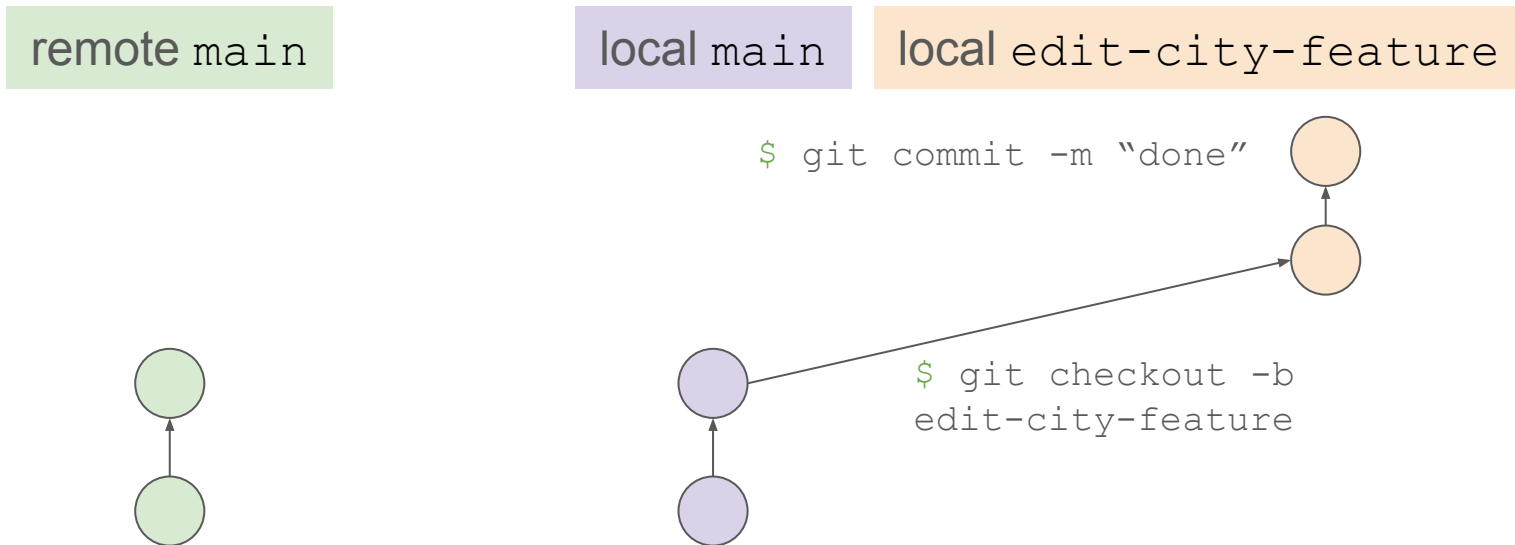 remote main
local main
local edit-city-feature
$ git commit -m “done”
$ git checkout -b
edit-city-feature